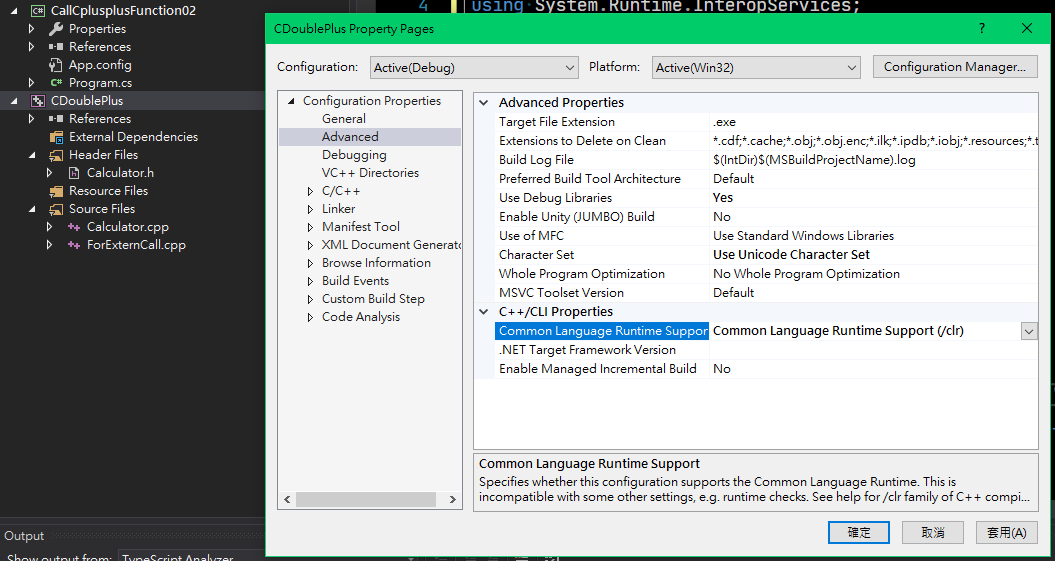 CallCplusplusFunction02
Properties
References
App.config
Program.cs
CDoublePlus
References
External Dependencies
Header Files
Calculator.h
Resource Files
Source Files
Calculator.cpp
ForExternCall.cpp
Output
Show output from: TypeScript Analyzer
4 using System.Runtime.InteropServices;
CDoublePlus Property Pages
Configuration: Active(Debug) Platform: Active(Win32) Configuration Manager...
Configuration Properties
General
Advanced
Debugging
VC++ Directories
C/C++
Linker
Manifest Tool
XML Document Generato
Browse Information
Build Events
Custom Build Step
Code Analysis
Advanced Properties
Target File Extension .exe
Extensions to Delete on Clean *.cdf;*.cache;*.obj;*.obj.enc;*.ilk;*.ipdb;*.iobj;*.resources;*.t
Build Log File $(IntDir)$(MSBuildProjectName).log
Preferred Build Tool Architecture Default
Use Debug Libraries Yes
Enable Unity (JUMBO) Build No
Use of MFC Use Standard Windows Libraries
Character Set Use Unicode Character Set
Whole Program Optimization No Whole Program Optimization
MSVC Toolset Version Default
C++/CLI Properties
Common Language Runtime Suppor Common Language Runtime Support (/clr)
.NET Target Framework Version
Enable Managed Incremental Build No
Common Language Runtime Support
Specifies whether this configuration supports the Common Language Runtime. This is
incompatible with some other settings, e.g. runtime checks. See help for /clr family of C++ compi...
確定 取消 套用(A)